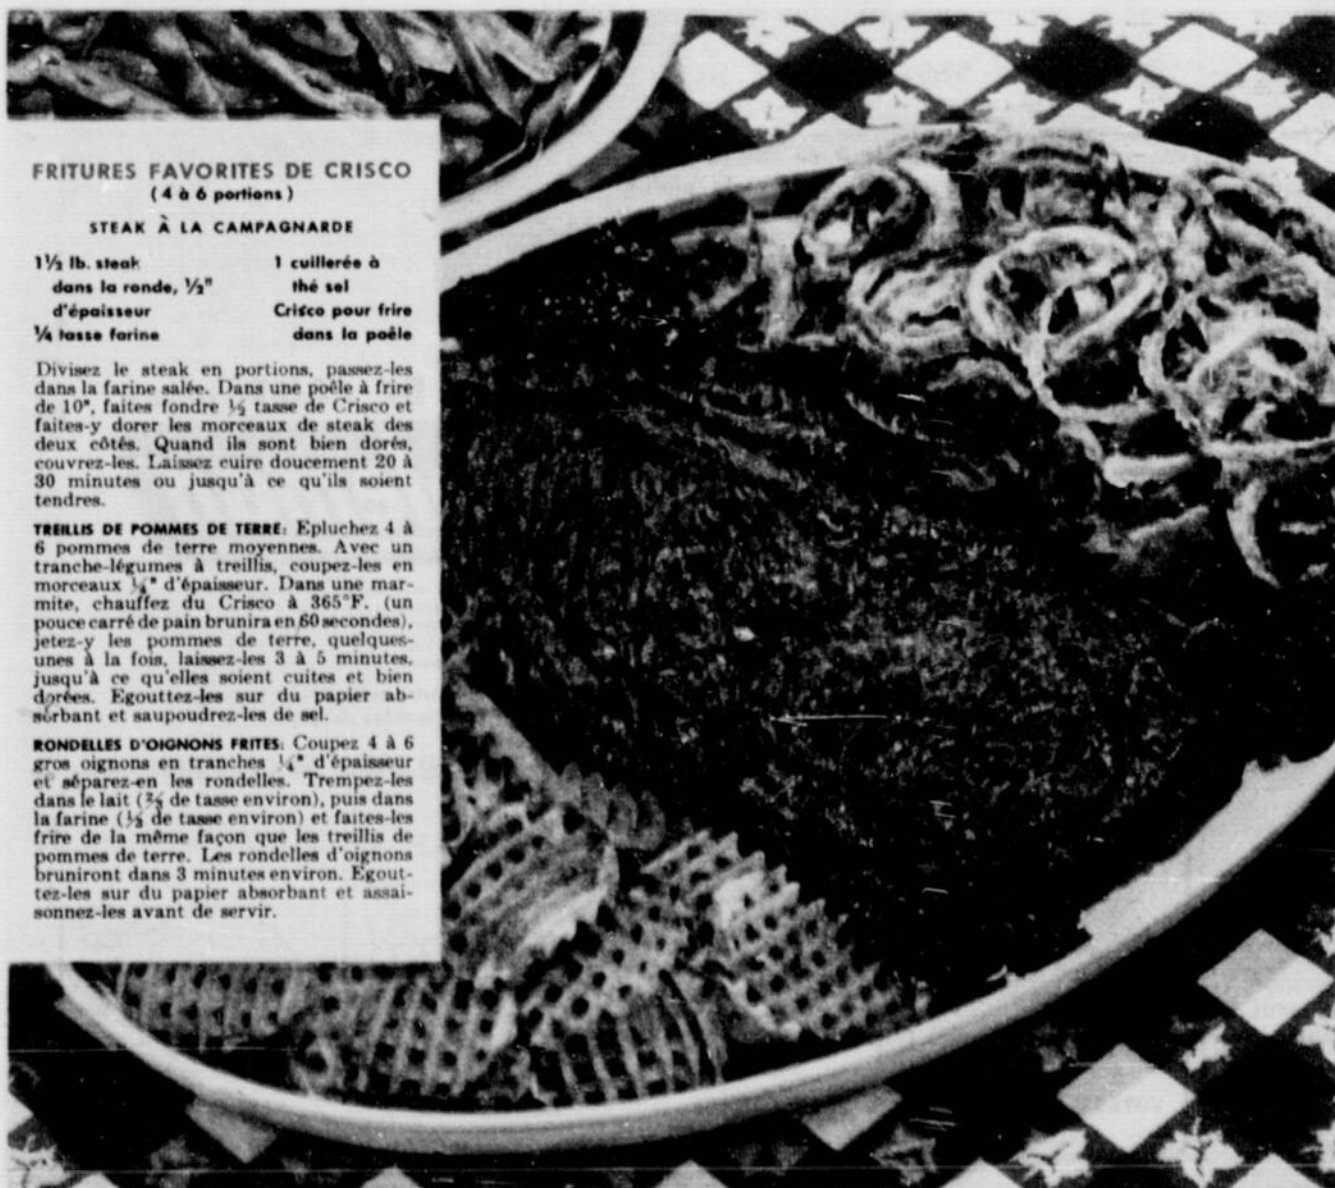 FRITURES FAVORITES DE CRISCO
(4 à 6 portions)
STEAK À LA CAMPAGNARDE
1½ lb. steak
dans la ronde, ½"
d'épaisseur
¼ tasse farine
1 cuillerée à
thé sel
Crisco pour frire
dans la poêle
Divisez le steak en portions, passez-les
dans la farine salée. Dans une poêle à frire
de 10", faites fondre ½ tasse de Crisco et
faites-y dorer les morceaux de steak des
deux côtés. Quand ils sont bien dorés,
couvrez-les. Laissez cuire doucement 20 à
30 minutes ou jusqu'à ce qu'ils soient
tendres.
TREILLIS DE POMMES DE TERRE: Epluchez 4 à
6 pommes de terre moyennes. Avec un
tranche-légumes à treillis, coupez-les en
morceaux ¼" d'épaisseur. Dans une mar-
mite, chauffez du Crisco à 365°F. (un
pouce carré de pain brunira en 60 secondes),
jetez-y les pommes de terre, quelques-
unes à la fois, laissez-les 3 à 5 minutes,
jusqu'à ce qu'elles soient cuites et bien
dorées. Egouttez-les sur du papier ab-
sorbant et saupoudrez-les de sel.
RONDELLES D'OIGNONS FRITES: Coupez 4 à 6
gros oignons en tranches ¼" d'épaisseur
et séparez-en les rondelles. Trempez-les
dans le lait (⅔ de tasse environ), puis dans
la farine (de tasse environ) et faites-les
frire de la même façon que les treillis de
pommes de terre. Les rondelles d'oignons
bruniront dans 3 minutes environ. Egout-
tez-les sur du papier absorbant et assai-
sonnez-les avant de servir.